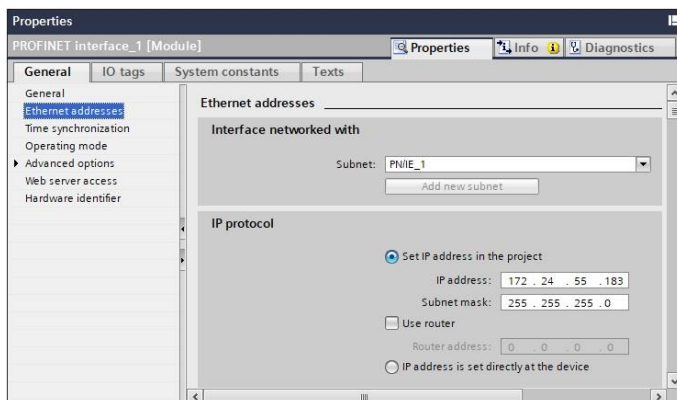 Properties
PROFINET interface_1 [Module]
Properties
Info
Diagnostics
General
IO tags
System constants
Texts
General
Ethernet addresses
Time synchronization
Operating mode
Advanced options
Web server access
Hardware identifier
Ethernet addresses
Interface networked with
Subnet: PN/IE_1
Add new subnet
IP protocol
Set IP address in the project
IP address: 172 . 24 . 55 . 183
Subnet mask: 255 . 255 . 255 . 0
Use router
Router address: 0 . 0 . 0 . 0
IP address is set directly at the device